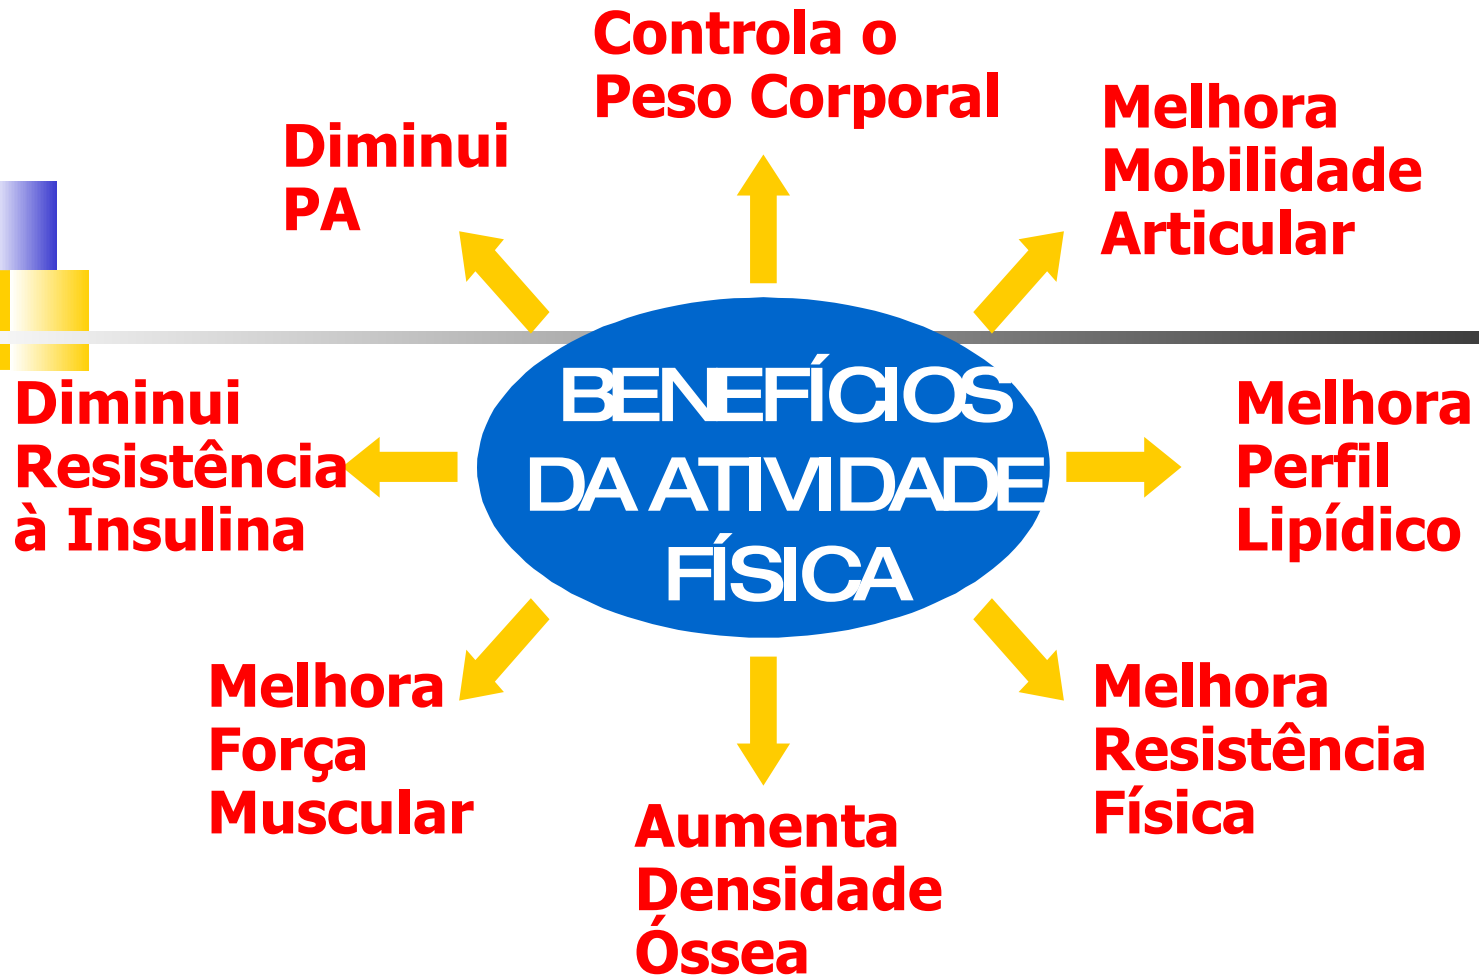 Controla o
Peso Corporal
Melhora
Mobilidade
Articular
Diminui
PA
BENEFÍCIOS
DA ATIVIDADE
FÍSICA
Diminui
Resistência
à Insulina
Melhora
Perfil
Lipídico
Melhora
Força
Muscular
Melhora
Resistência
Física
Aumenta
Densidade
Óssea